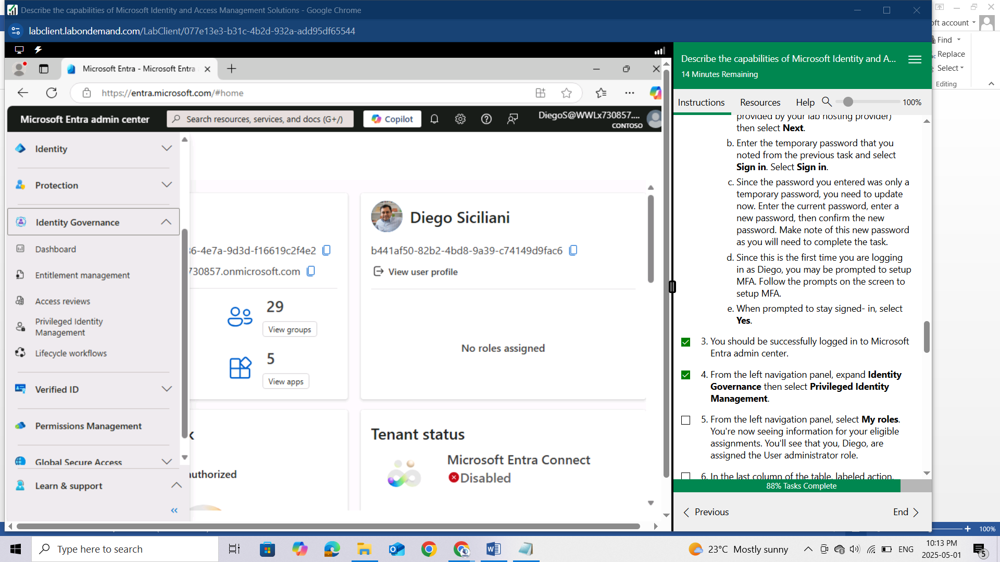 Describe the capabilities of Microsoft Identity and Access Management Solutions - Google Chrome
labclient.labondemand.com/LabClient/077e13e3-b31c-4b2d-932a-add95df65544
Microsoft Entra - Microsoft Entra
https://entra.microsoft.com/#home
Microsoft Entra admin center
Search resources, services, and docs (G+/)
Copilot
DiegoS@WWLx730857....
CONTOSO
Identity
Protection
Identity Governance
Dashboard
Entitlement management
Access reviews
Privileged Identity
Management
Lifecycle workflows
Verified ID
Permissions Management
Global Secure Access
Learn & support
6-4e7a-9d3d-f16619c2f4e2
730857.onmicrosoft.com
29
View groups
5
View apps
uthorized
Diego Siciliani
b441af50-82b2-4bd8-9a39-c74149d9fac6
View user profile
No roles assigned
Tenant status
Microsoft Entra Connect
Disabled
Describe the capabilities of Microsoft Identity and A...
14 Minutes Remaining
Instructions
Resources
Help
100%
provided by your lab hosting provider)
then select Next.
b. Enter the temporary password that you
noted from the previous task and select
Sign in. Select Sign in.
c. Since the password you entered was only a
temporary password, you need to update
now. Enter the current password, enter a
new password, then confirm the new
password. Make note of this new password
as you will need to complete the task.
d. Since this is the first time you are logging
in as Diego, you may be prompted to setup
MFA. Follow the prompts on the screen to
setup MFA.
e. When prompted to stay signed- in, select
Yes.
3. You should be successfully logged in to Microsoft
Entra admin center.
4. From the left navigation panel, expand Identity
Governance then select Privileged Identity
Management.
5. From the left navigation panel, select My roles.
You're now seeing information for your eligible
assignments. You'll see that you, Diego, are
assigned the User administrator role.
6. In the last column of the table, labeled action,
88% Tasks Complete
Previous
End
oft account
Find
Replace
Select
Editing
100%
Type here to search
23°C Mostly sunny
ENG
10:13 PM
2025-05-01
5